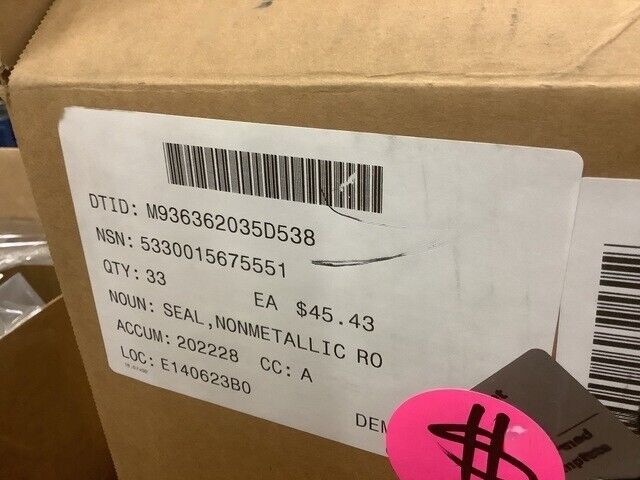 DTID: M936362035D538
NSN: 5330015675551
QTY: 33 EA $45.43
NOUN: SEAL,NONMETALLIC RO
ACCUM: 202228 CC: A
LOC: E140623B0
DEM
#